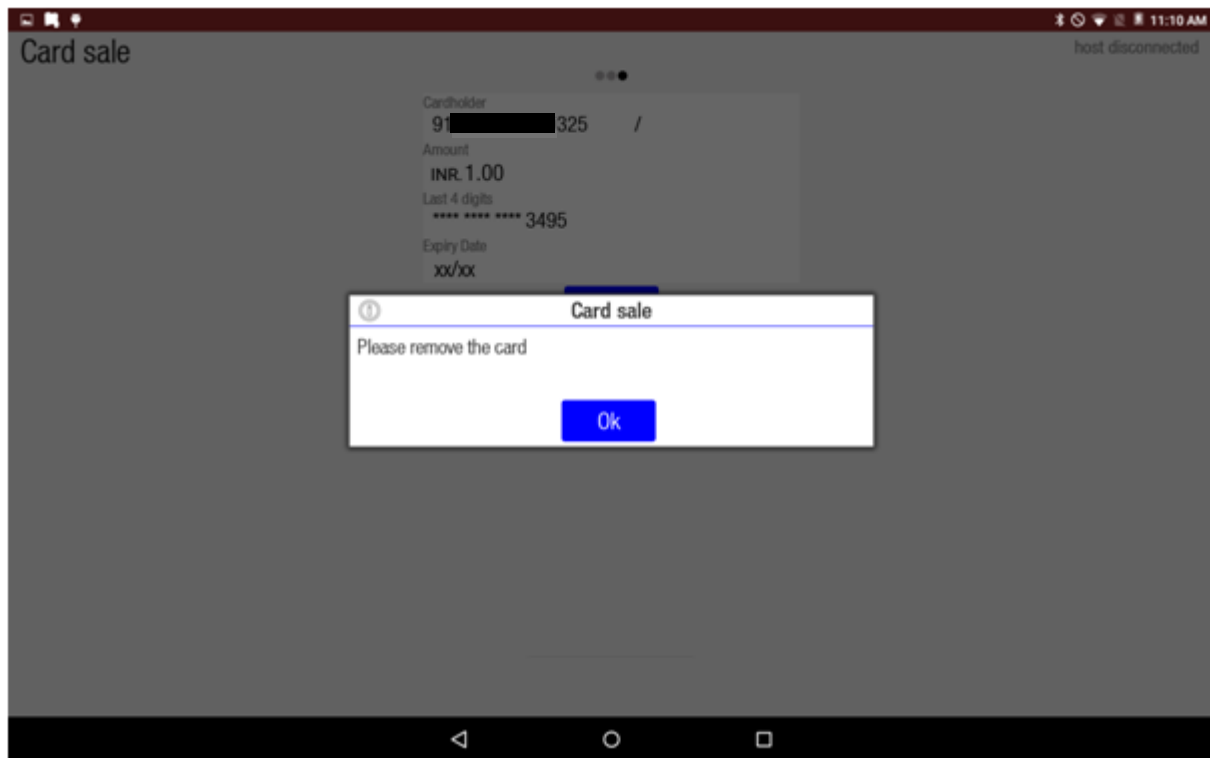 11:10 AM
Card sale
host disconnected
Cardholder
91 325 /
Amount
INR. 1.00
Last 4 digits
**** **** **** 3495
Expiry Date
xx/xx
Card sale
Please remove the card
Ok